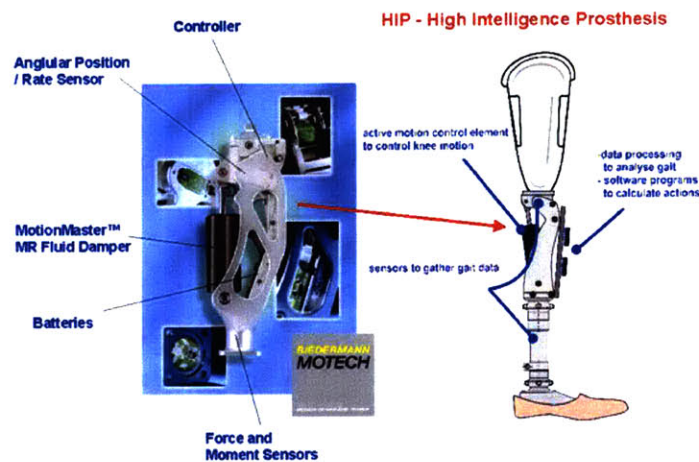 HIP - High Intelligence Prosthesis
Controller
Anglular Position
/ Rate Sensor
active motion control element
to control knee motion
-data processing
to analyse gait
- software programs
to calculate actions
MotionMaster™
MR Fluid Damper
sensors to gather gait data
Batteries
BIEDERMANN
MOTECH
Force and
Moment Sensors